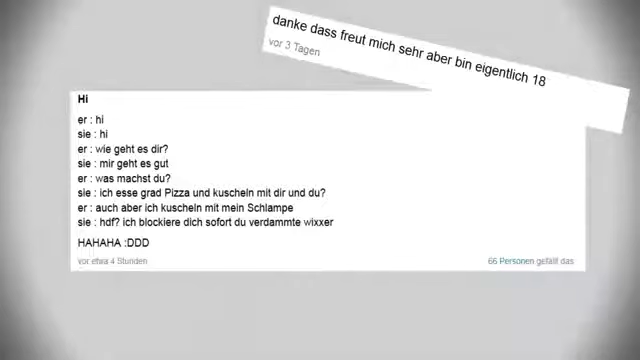 danke dass freut mich sehr aber bin eigentlich 18
vor 3 Tagen
Hi
er : hi
sie : hi
er : wie geht es dir?
sie : mir geht es gut
er : was machst du?
sie : ich esse grad Pizza und kuscheln mit dir und du?
er : auch aber ich kuscheln mit mein Schlampe
sie : hdf? ich blockiere dich sofort du verdammte wixxer
HAHAHA :DDD
vor etwa 4 Stunden
66 Personen gefällt das